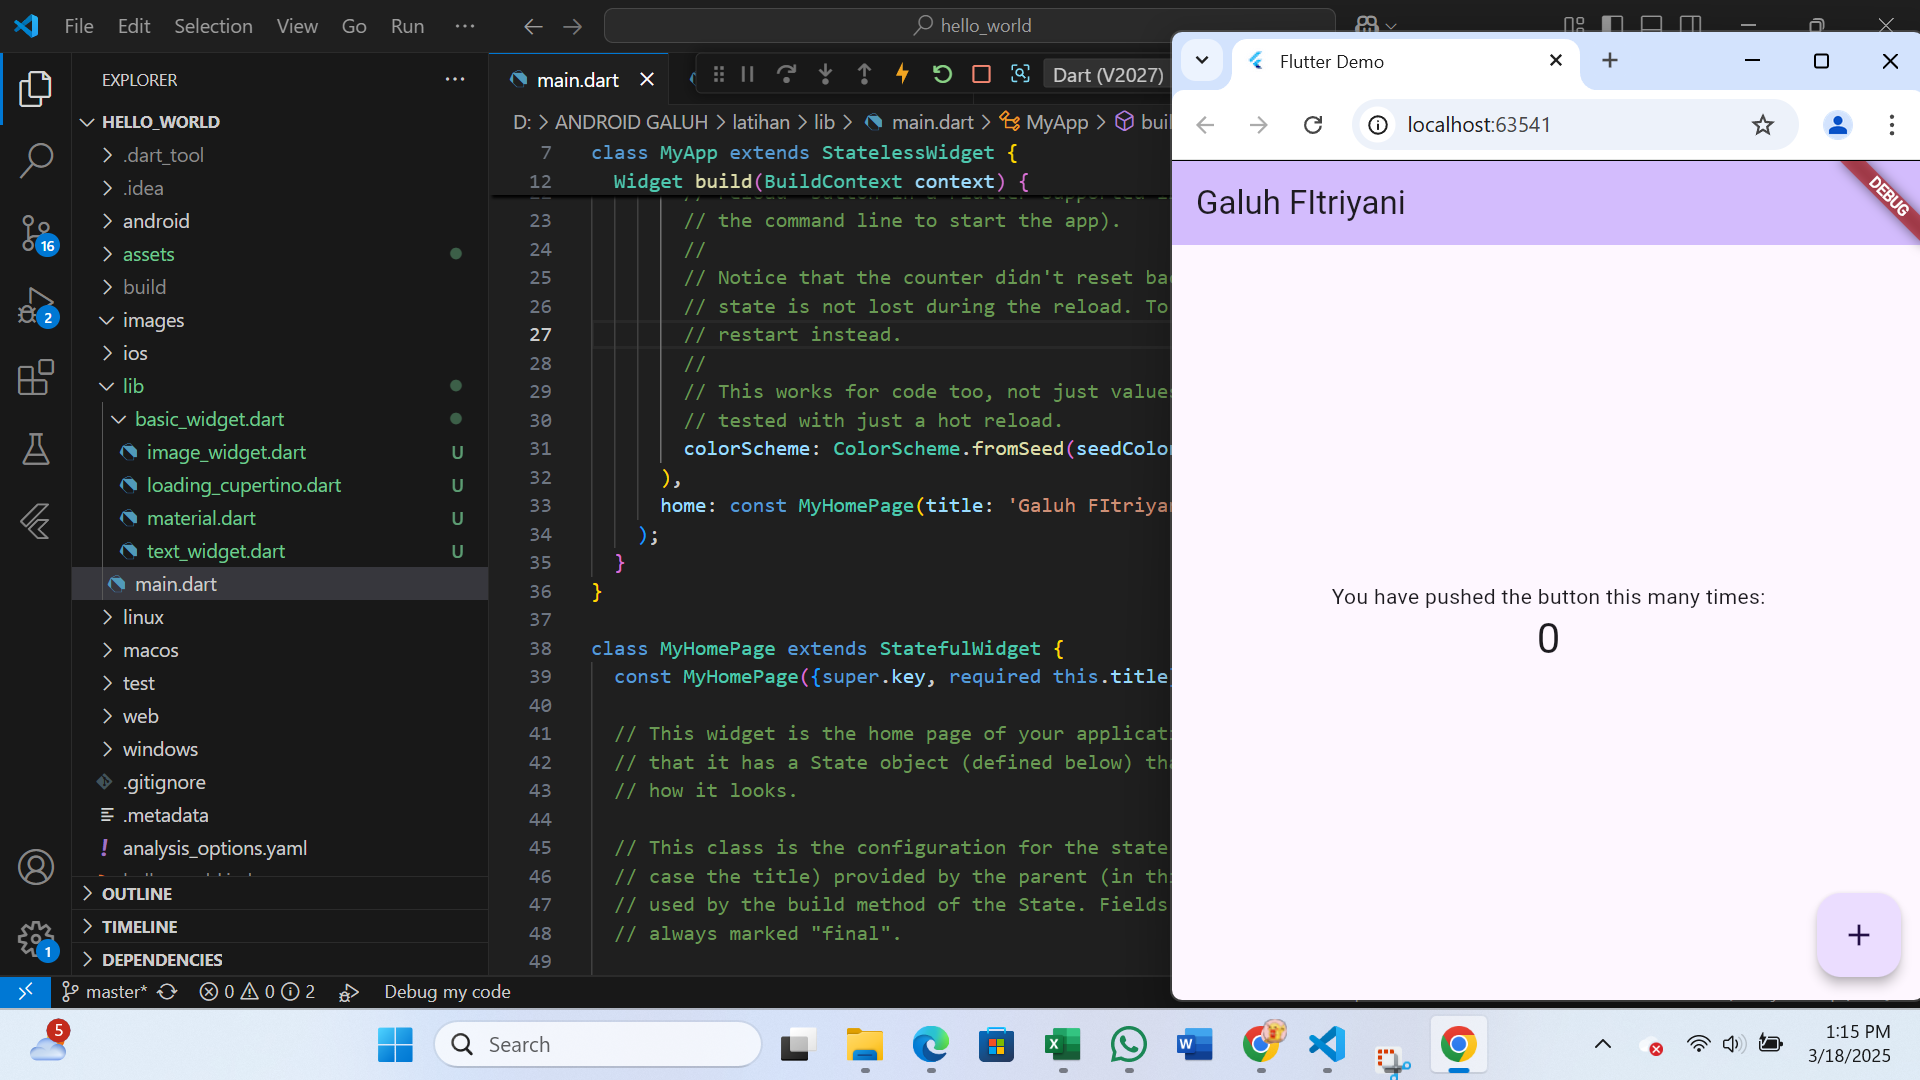 File Edit Selection View Go Run ···
hello_world
EXPLORER
HELLO_WORLD
.dart_tool
.idea
android
assets
build
images
ios
lib
basic_widget.dart
image_widget.dart U
loading_cupertino.dart U
material.dart U
text_widget.dart U
main.dart
linux
macos
test
web
windows
.gitignore
.metadata
! analysis_options.yaml
OUTLINE
TIMELINE
DEPENDENCIES
16
2
1
main.dart
Dart (V2027)
D: > ANDROID GALUH > latihan > lib > main.dart > MyApp > buil
7 class MyApp extends StatelessWidget {
12 Widget build(BuildContext context) {
23 // the command line to start the app).
24 //
25 // Notice that the counter didn't reset ba
26 // state is not lost during the reload. To
27 // restart instead.
28 //
29 // This works for code too, not just values
30 // tested with just a hot reload.
31 colorScheme: ColorScheme.fromSeed(seedColo
32 ),
33 home: const MyHomePage(title: 'Galuh FItriya
34 );
35 }
36 }
37
38 class MyHomePage extends StatefulWidget {
39 const MyHomePage({super.key, required this.title
40
41 // This widget is the home page of your applicat
42 // that it has a State object (defined below) th
43 // how it looks.
44
45 // This class is the configuration for the state
46 // case the title) provided by the parent (in th
47 // used by the build method of the State. Fields
48 // always marked "final".
49
Flutter Demo
localhost:63541
Galuh FItriyani
DEBUG
You have pushed the button this many times:
0
+
master* 0 0 2 Debug my code
5
Search
1:15 PM
3/18/2025